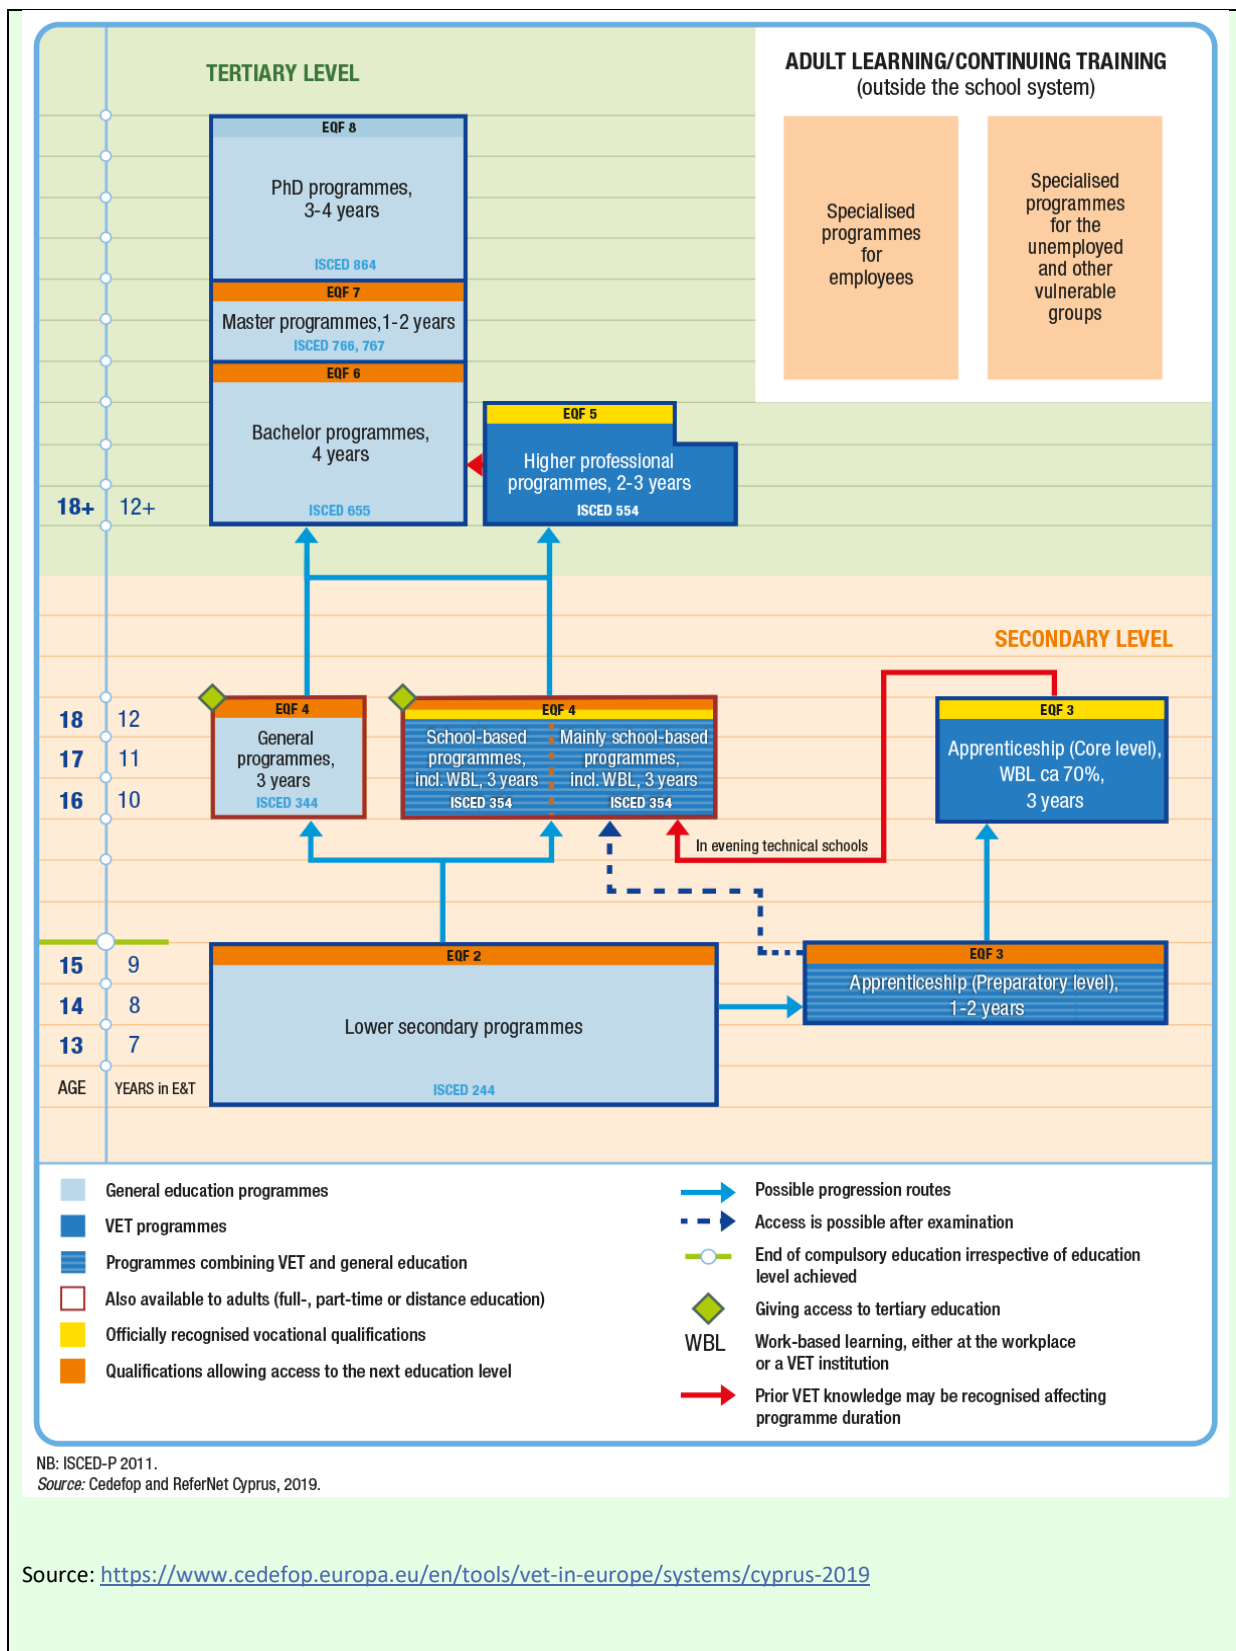 TERTIARY LEVEL
ADULT LEARNING/CONTINUING TRAINING
(outside the school system)
Specialised
programmes
for
employees
Specialised
programmes
for the
unemployed
and other
vulnerable
groups
EQF 8
PhD programmes,
3-4 years
ISCED 864
EQF 7
Master programmes,1-2 years
ISCED 766, 767
EQF 6
Bachelor programmes,
4 years
ISCED 655
EQF 5
Higher professional
programmes, 2-3 years
ISCED 554
18+ 12+
SECONDARY LEVEL
18 12
17 11
16 10
EQF 4
General
programmes,
3 years
ISCED 344
EQF 4
School-based
programmes,
incl. WBL, 3 years
ISCED 354
Mainly school-based
programmes,
incl. WBL, 3 years
ISCED 354
EQF 3
Apprenticeship (Core level),
WBL ca 70%,
3 years
In evening technical schools
15 9
14 8
13 7
AGE YEARS in E&T
EQF 2
Lower secondary programmes
ISCED 244
EQF 3
Apprenticeship (Preparatory level),
1-2 years
General education programmes
VET programmes
Programmes combining VET and general education
Also available to adults (full-, part-time or distance education)
Officially recognised vocational qualifications
Qualifications allowing access to the next education level
Possible progression routes
Access is possible after examination
End of compulsory education irrespective of education
level achieved
Giving access to tertiary education
WBL Work-based learning, either at the workplace
or a VET institution
Prior VET knowledge may be recognised affecting
programme duration
NB: ISCED-P 2011.
Source: Cedefop and ReferNet Cyprus, 2019.
Source: https://www.cedefop.europa.eu/en/tools/vet-in-europe/systems/cyprus-2019